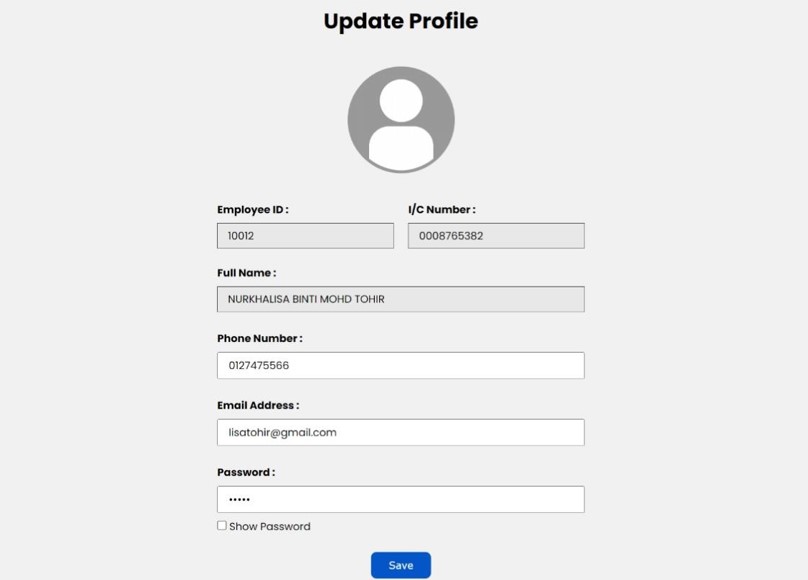 Update Profile
Employee ID :
I/C Number :
10012
0008765382
Full Name :
NURKHALISA BINTI MOHD TOHIR
Phone Number :
0127475566
Email Address :
lisatohir@gmail.com
Password :
•••••
Show Password
Save